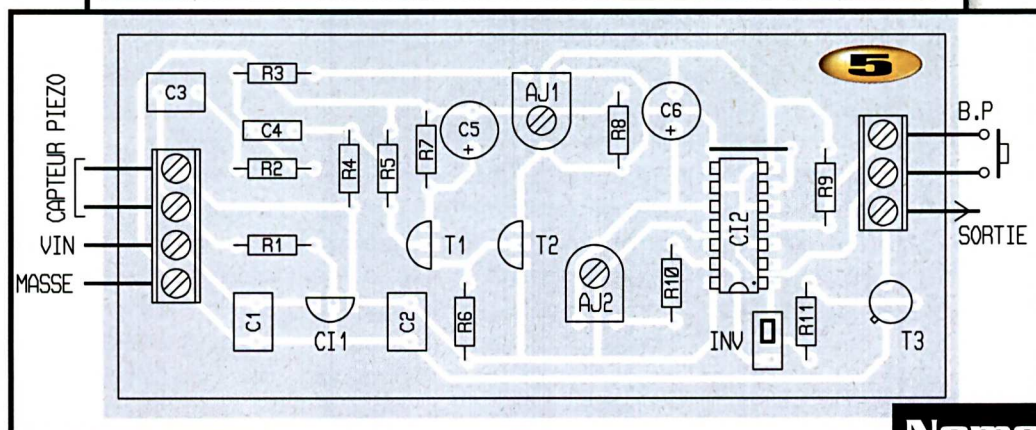 5
C3
R3
AJ1
C6
C4
C5
+
R8
+
B.P
CAPTEUR PIEZO
R2
R4
R5
R7
R9
CI2
VIN
R1
T1
T2
SORTIE
MASSE
AJ2
R10
C1
CI1
C2
R6
INV
R11
T3